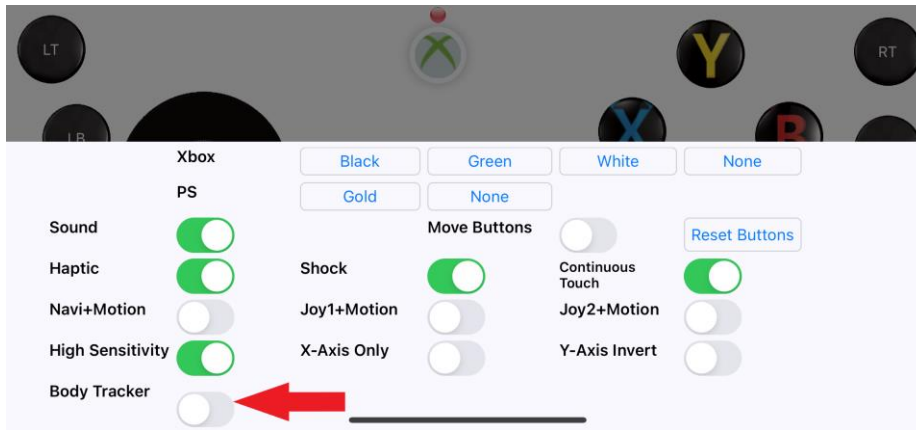 LT
Y
RT
LB
X
B
Xbox Black Green White None
PS Gold None
Sound Move Buttons Reset Buttons
Haptic Shock Continuous
Touch
Navi+Motion Joy1+Motion Joy2+Motion
High Sensitivity X-Axis Only Y-Axis Invert
Body Tracker